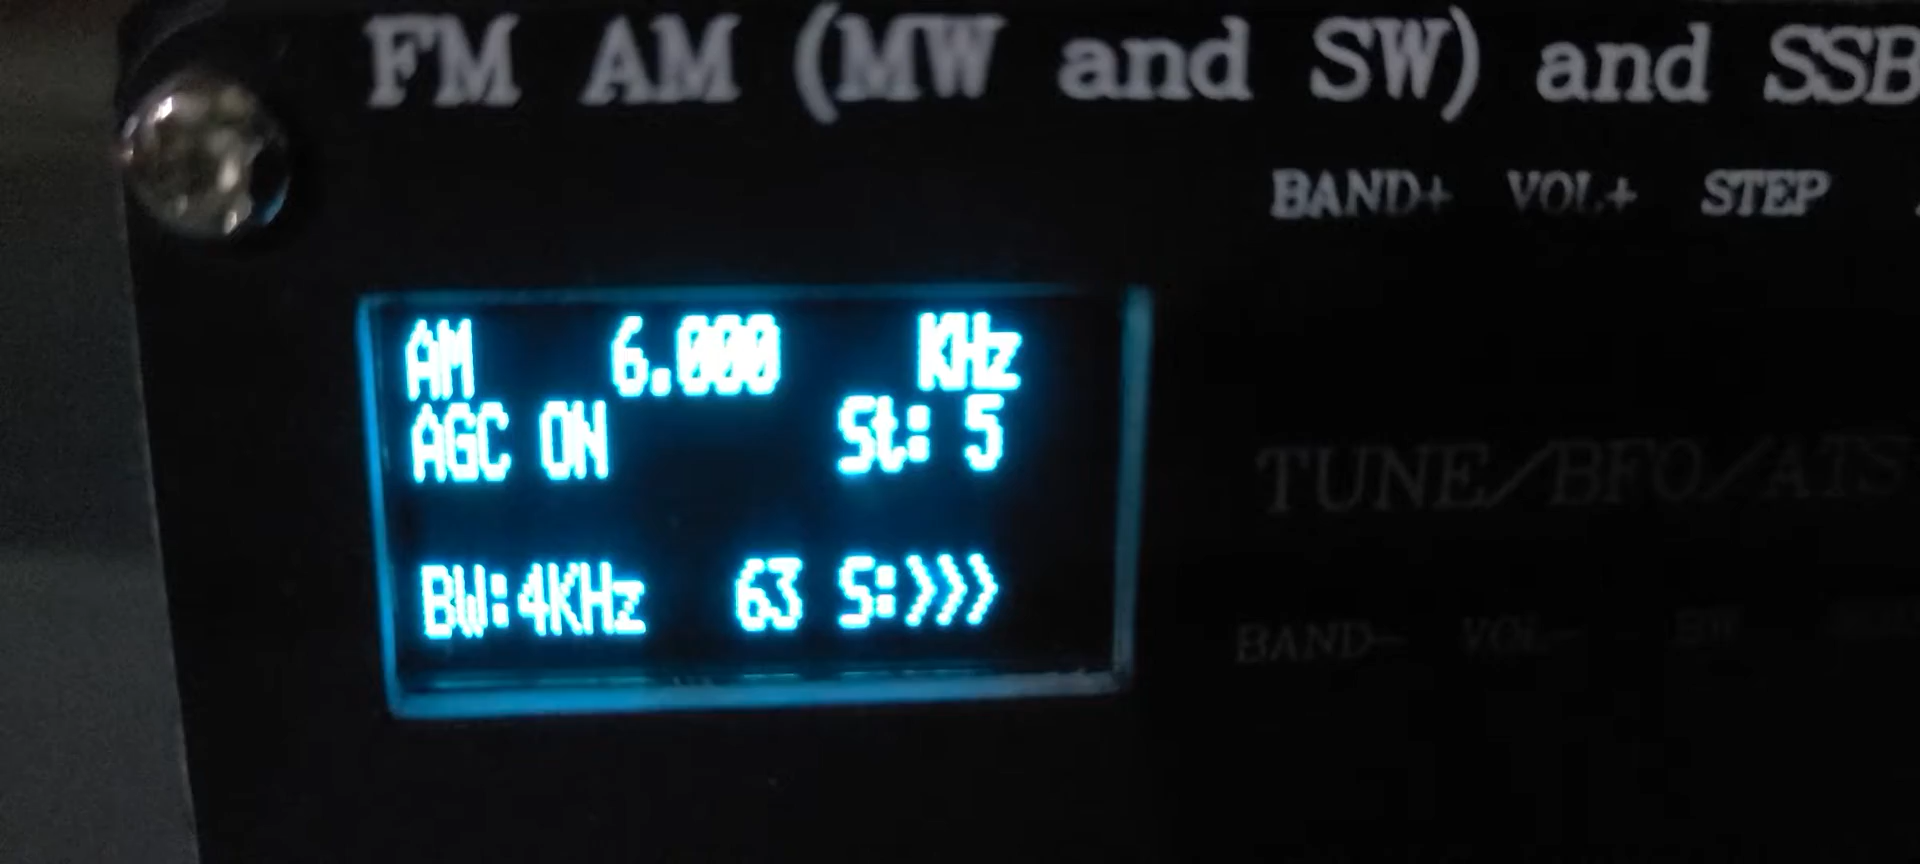 FM AM (MW and SW) and SSB
BAND+ VOL+ STEP
AM 6.000 KHz
AGC ON St: 5
TUNE/BFO/ATS
BW:4KHz 63 S:>>>
BAND- VOL- BW